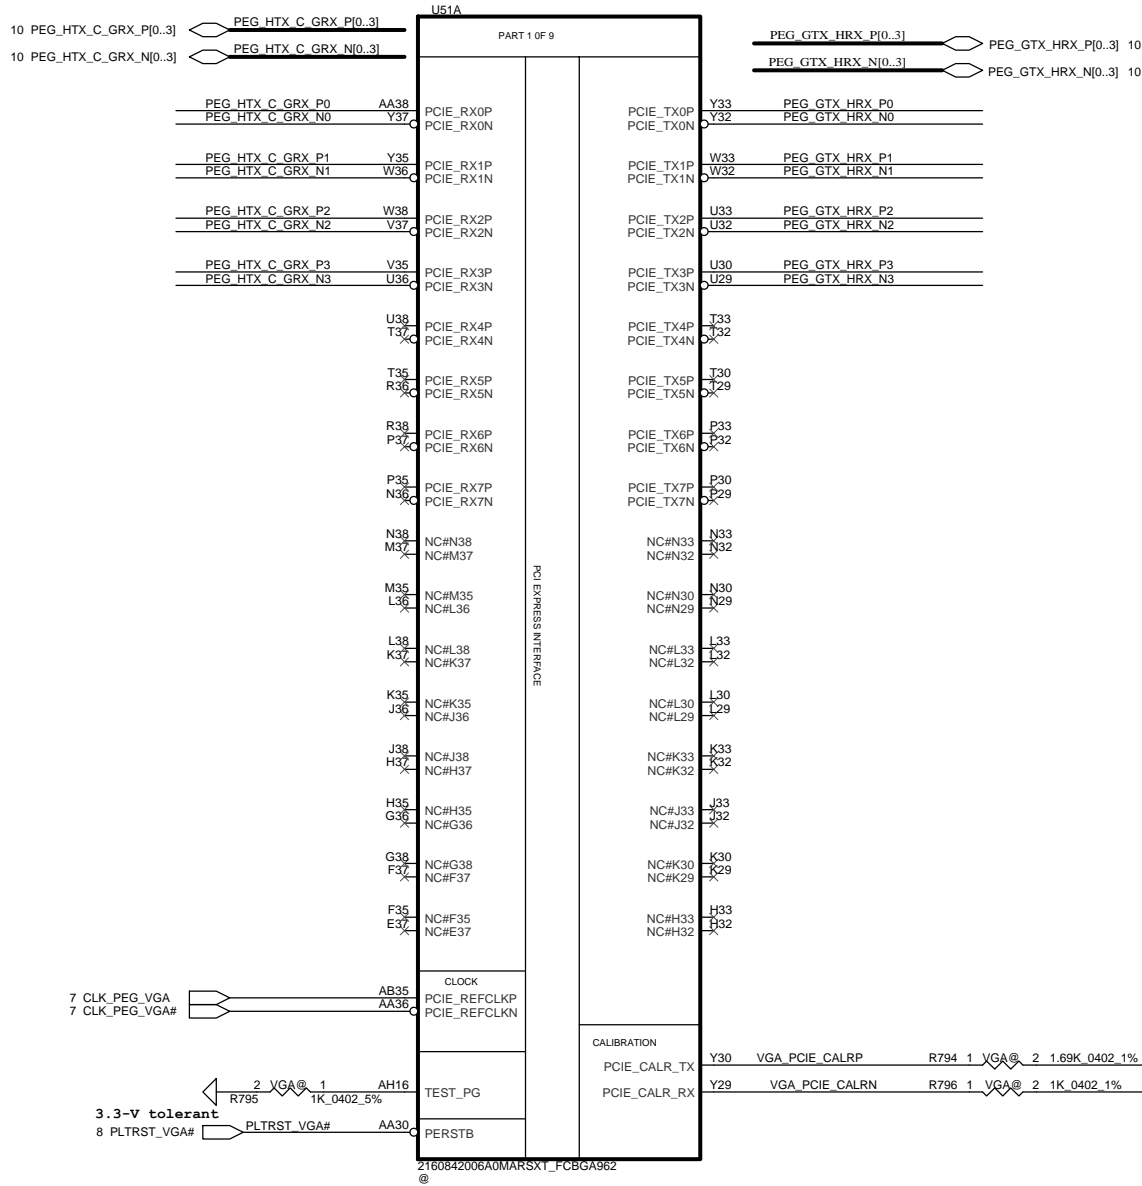 U51A
10 PEG_HTX_C_GRX_P[0..3] PEG_HTX_C_GRX_P[0..3] PART 1 0F 9 PEG_GTX_HRX_P[0..3] PEG_GTX_HRX_P[0..3] 10
10 PEG_HTX_C_GRX_N[0..3] PEG_HTX_C_GRX_N[0..3] PEG_GTX_HRX_N[0..3] PEG_GTX_HRX_N[0..3] 10
PEG_HTX_C_GRX_P0 AA38 PCIE_RX0P PCIE_TX0P Y33 PEG_GTX_HRX_P0
PEG_HTX_C_GRX_N0 Y37 PCIE_RX0N PCIE_TX0N Y32 PEG_GTX_HRX_N0
PEG_HTX_C_GRX_P1 Y35 PCIE_RX1P PCIE_TX1P W33 PEG_GTX_HRX_P1
PEG_HTX_C_GRX_N1 W36 PCIE_RX1N PCIE_TX1N W32 PEG_GTX_HRX_N1
PEG_HTX_C_GRX_P2 W38 PCIE_RX2P PCIE_TX2P U33 PEG_GTX_HRX_P2
PEG_HTX_C_GRX_N2 V37 PCIE_RX2N PCIE_TX2N U32 PEG_GTX_HRX_N2
PEG_HTX_C_GRX_P3 V35 PCIE_RX3P PCIE_TX3P U30 PEG_GTX_HRX_P3
PEG_HTX_C_GRX_N3 U36 PCIE_RX3N PCIE_TX3N U29 PEG_GTX_HRX_N3
U38 PCIE_RX4P PCIE_TX4P T33
T37 PCIE_RX4N PCIE_TX4N T32
T35 PCIE_RX5P PCIE_TX5P T30
R36 PCIE_RX5N PCIE_TX5N T29
R38 PCIE_RX6P PCIE_TX6P P33
P37 PCIE_RX6N PCIE_TX6N P32
P35 PCIE_RX7P PCIE_TX7P P30
N36 PCIE_RX7N PCIE_TX7N P29
N38 NC#N38 NC#N33 N33
M37 NC#M37 NC#N32 N32
PCI EXPRESS INTERFACE
M35 NC#M35 NC#N30 N30
L36 NC#L36 NC#N29 N29
L38 NC#L38 NC#L33 L33
K37 NC#K37 NC#L32 L32
K35 NC#K35 NC#L30 L30
J36 NC#J36 NC#L29 L29
J38 NC#J38 NC#K33 K33
H37 NC#H37 NC#K32 K32
H35 NC#H35 NC#J33 J33
G36 NC#G36 NC#J32 J32
G38 NC#G38 NC#K30 K30
F37 NC#F37 NC#K29 K29
F35 NC#F35 NC#H33 H33
E37 NC#E37 NC#H32 H32
CLOCK
7 CLK_PEG_VGA AB35 PCIE_REFCLKP
7 CLK_PEG_VGA# AA36 PCIE_REFCLKN
CALIBRATION
PCIE_CALR_TX Y30 VGA_PCIE_CALRP R794 1 VGA@ 2 1.69K_0402_1%
2 VGA@ 1 AH16 TEST_PG PCIE_CALR_RX Y29 VGA_PCIE_CALRN R796 1 VGA@ 2 1K_0402_1%
R795 1K_0402_5%
3.3-V tolerant
8 PLTRST_VGA# PLTRST_VGA# AA30 PERSTB
2160842006A0MARSXT_FCBGA962
@